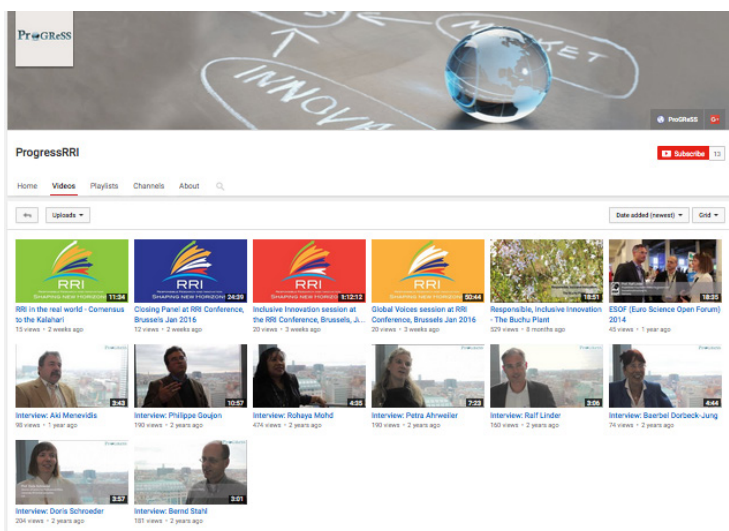 ProGReSS
MARKET
INNOVA
ProGReSS G+
ProgressRRI
Subscribe 13
Home Videos Playlists Channels About
Uploads
Date added (newest) Grid
RRI RRI RRI RRI
SHAPING NEW HORIZON SHAPING NEW HORIZON SHAPING NEW HORIZON SHAPING NEW HORIZON
11:34 24:39 1:12:12 50:44 18:51 18:35
RRI in the real world - Comensus to the Kalahari
15 views • 2 weeks ago
Closing Panel at RRI Conference, Brussels Jan 2016
12 views • 2 weeks ago
Inclusive Innovation session at the RRI Conference, Brussels, J...
20 views • 3 weeks ago
Global Voices session at RRI Conference, Brussels Jan 2016
20 views • 3 weeks ago
Responsible, Inclusive Innovation - The Buchu Plant
529 views • 8 months ago
ESOF (Euro Science Open Forum) 2014
45 views • 1 year ago
3:43 10:57 4:35 7:23 3:06 4:44
Interview: Aki Menevidis
98 views • 1 year ago
Interview: Philippe Goujon
190 views • 2 years ago
Interview: Rohaya Mohd
474 views • 2 years ago
Interview: Petra Ahrweiler
190 views • 2 years ago
Interview: Ralf Linder
160 views • 2 years ago
Interview: Baerbel Dorbeck-Jung
74 views • 2 years ago
3:57 3:01
Interview: Doris Schroeder
204 views • 2 years ago
Interview: Bernd Stahl
181 views • 2 years ago